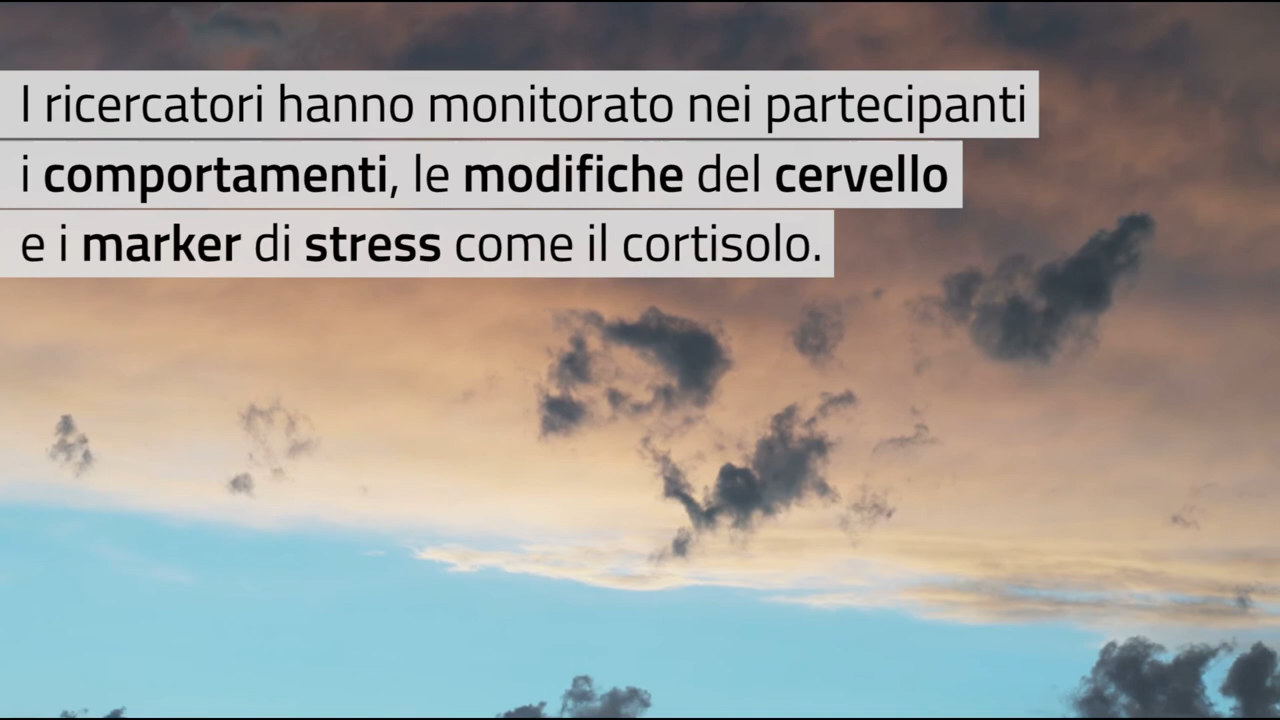 I ricercatori hanno monitorato nei partecipanti
i comportamenti, le modifiche del cervello
e i marker di stress come il cortisolo.